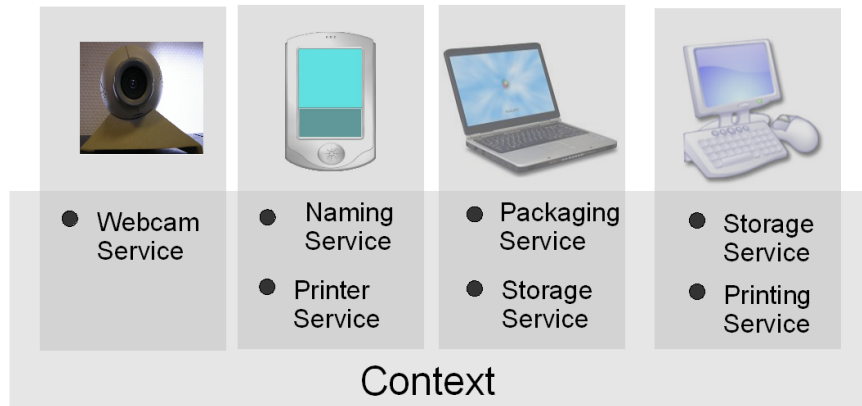 Webcam
Service
Naming
Service
Printer
Service
Packaging
Service
Storage
Service
Storage
Service
Printing
Service
Context